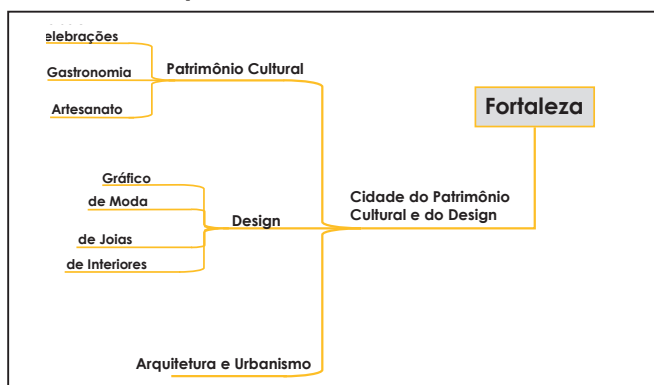 elebrações
Gastronomia
Patrimônio Cultural
Artesanato
Fortaleza
Gráfico
de Moda
Cidade do Patrimônio
Cultural e do Design
Design
de Joias
de Interiores
Arquitetura e Urbanismo